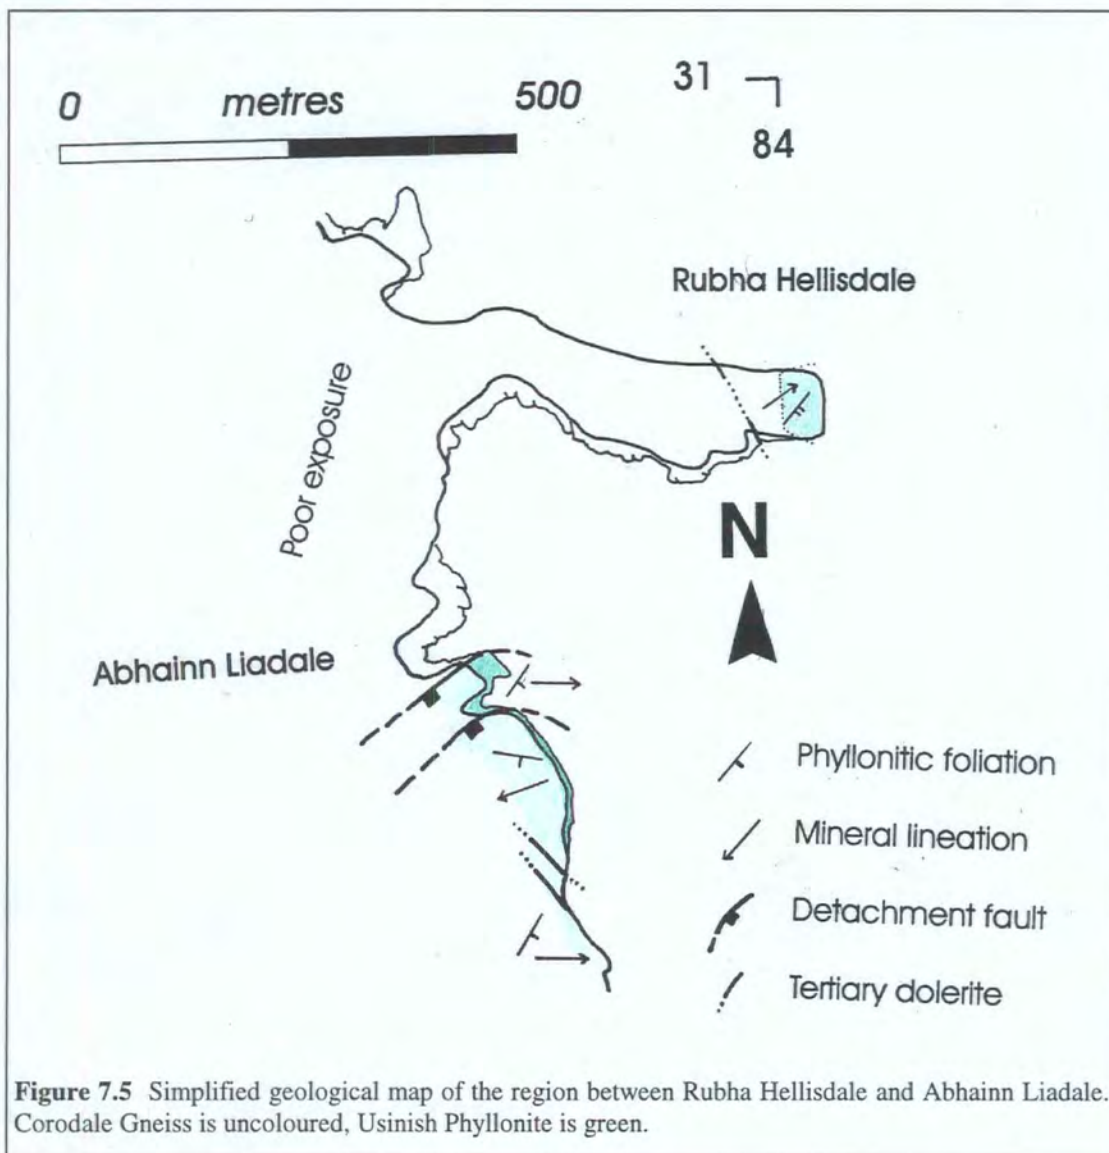 0 metres 500
31
84
Rubha Hellisdale
Poor exposure
N
Abhainn Liadale
Phyllonitic foliation
Mineral lineation
Detachment fault
Tertiary dolerite
Figure 7.5 Simplified geological map of the region between Rubha Hellisdale and Abhainn Liadale.
Corodale Gneiss is uncoloured, Usinish Phyllonite is green.